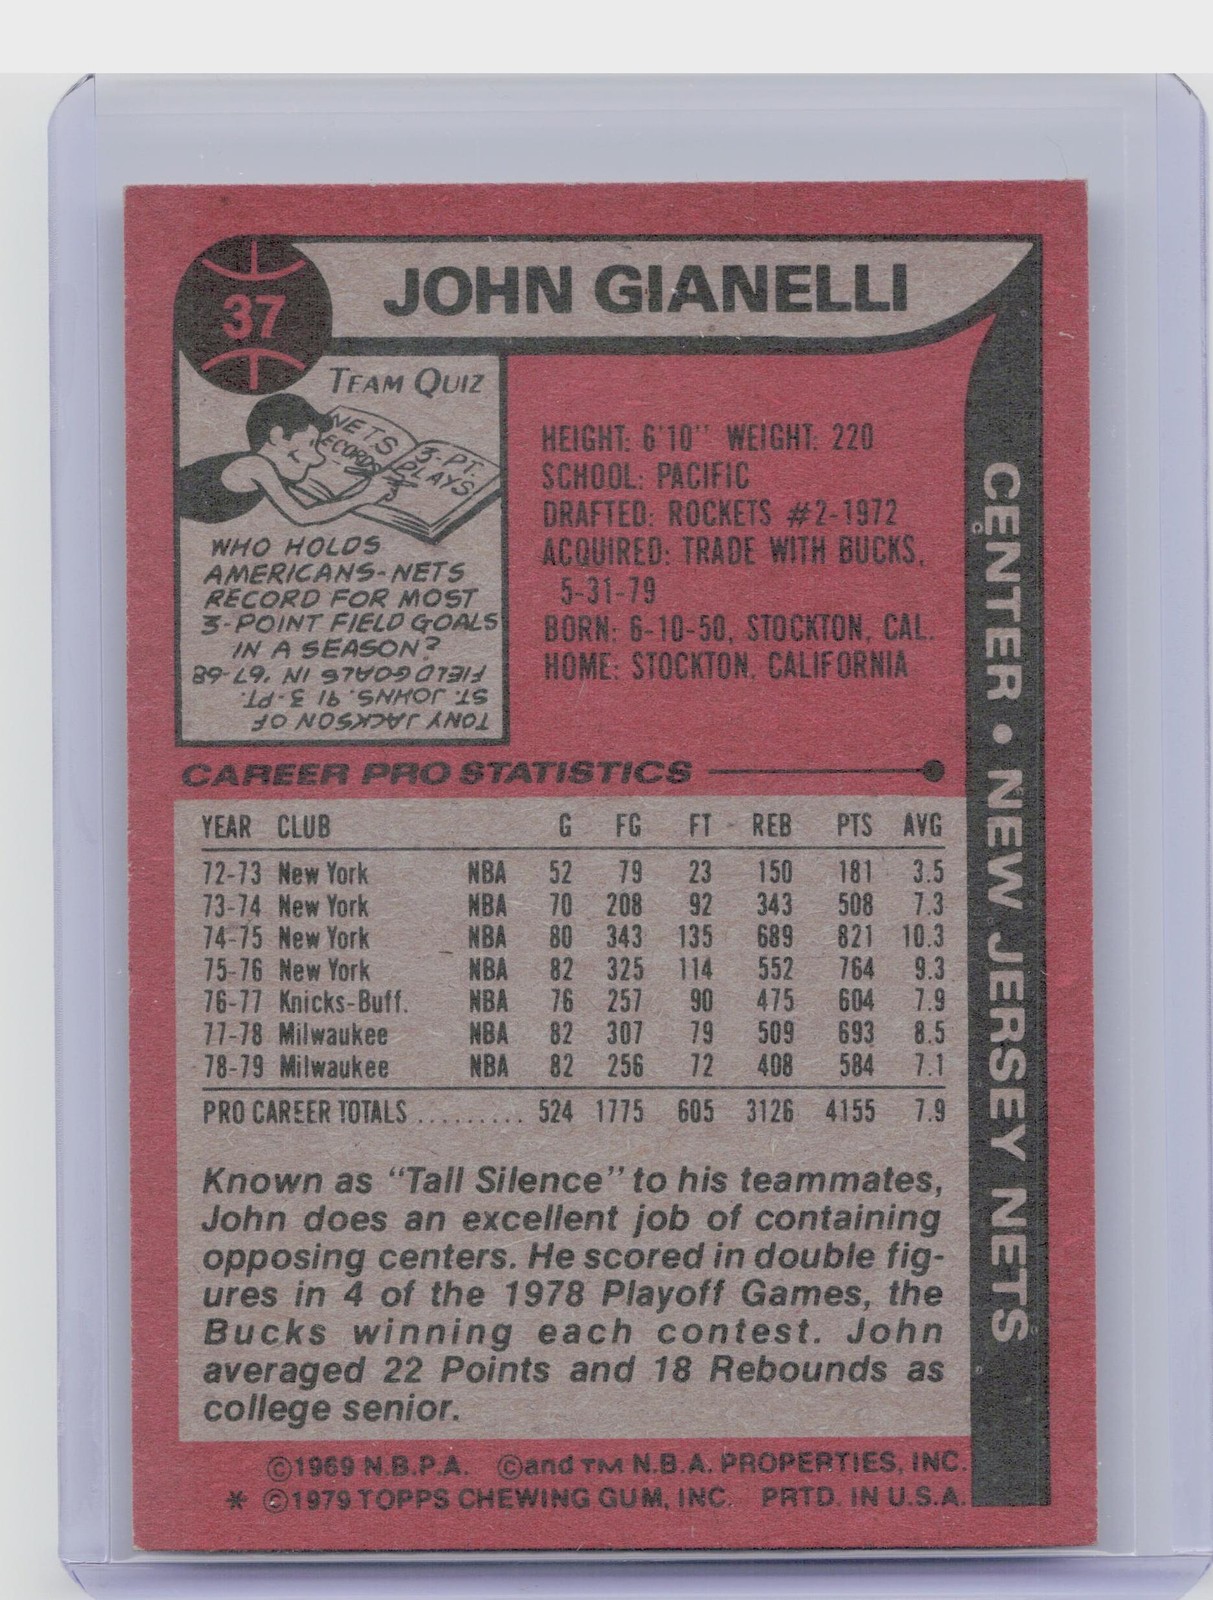 37
JOHN GIANELLI
TEAM QUIZ
NETS RECORDS
3-PT. PLAYS
WHO HOLDS
AMERICANS-NETS
RECORD FOR MOST
3-POINT FIELD GOALS
IN A SEASON?
TONY JACKSON OF
ST. JOHNS. 91 3-PT.
FIELD GOALS IN '67-68
HEIGHT: 6'10" WEIGHT: 220
SCHOOL: PACIFIC
DRAFTED: ROCKETS #2-1972
ACQUIRED: TRADE WITH BUCKS,
5-31-79
BORN: 6-10-50, STOCKTON, CAL.
HOME: STOCKTON, CALIFORNIA
CENTER • NEW JERSEY NETS
CAREER PRO STATISTICS
YEAR CLUB G FG FT REB PTS AVG
72-73 New York NBA 52 79 23 150 181 3.5
73-74 New York NBA 70 208 92 343 508 7.3
74-75 New York NBA 80 343 135 689 821 10.3
75-76 New York NBA 82 325 114 552 764 9.3
76-77 Knicks-Buff. NBA 76 257 90 475 604 7.9
77-78 Milwaukee NBA 82 307 79 509 693 8.5
78-79 Milwaukee NBA 82 256 72 408 584 7.1
PRO CAREER TOTALS ......... 524 1775 605 3126 4155 7.9
Known as "Tall Silence" to his teammates,
John does an excellent job of containing
opposing centers. He scored in double fig-
ures in 4 of the 1978 Playoff Games, the
Bucks winning each contest. John
averaged 22 Points and 18 Rebounds as
college senior.
©1969 N.B.P.A. ©and TM N.B.A. PROPERTIES, INC.
* ©1979 TOPPS CHEWING GUM, INC. PRTD. IN U.S.A.